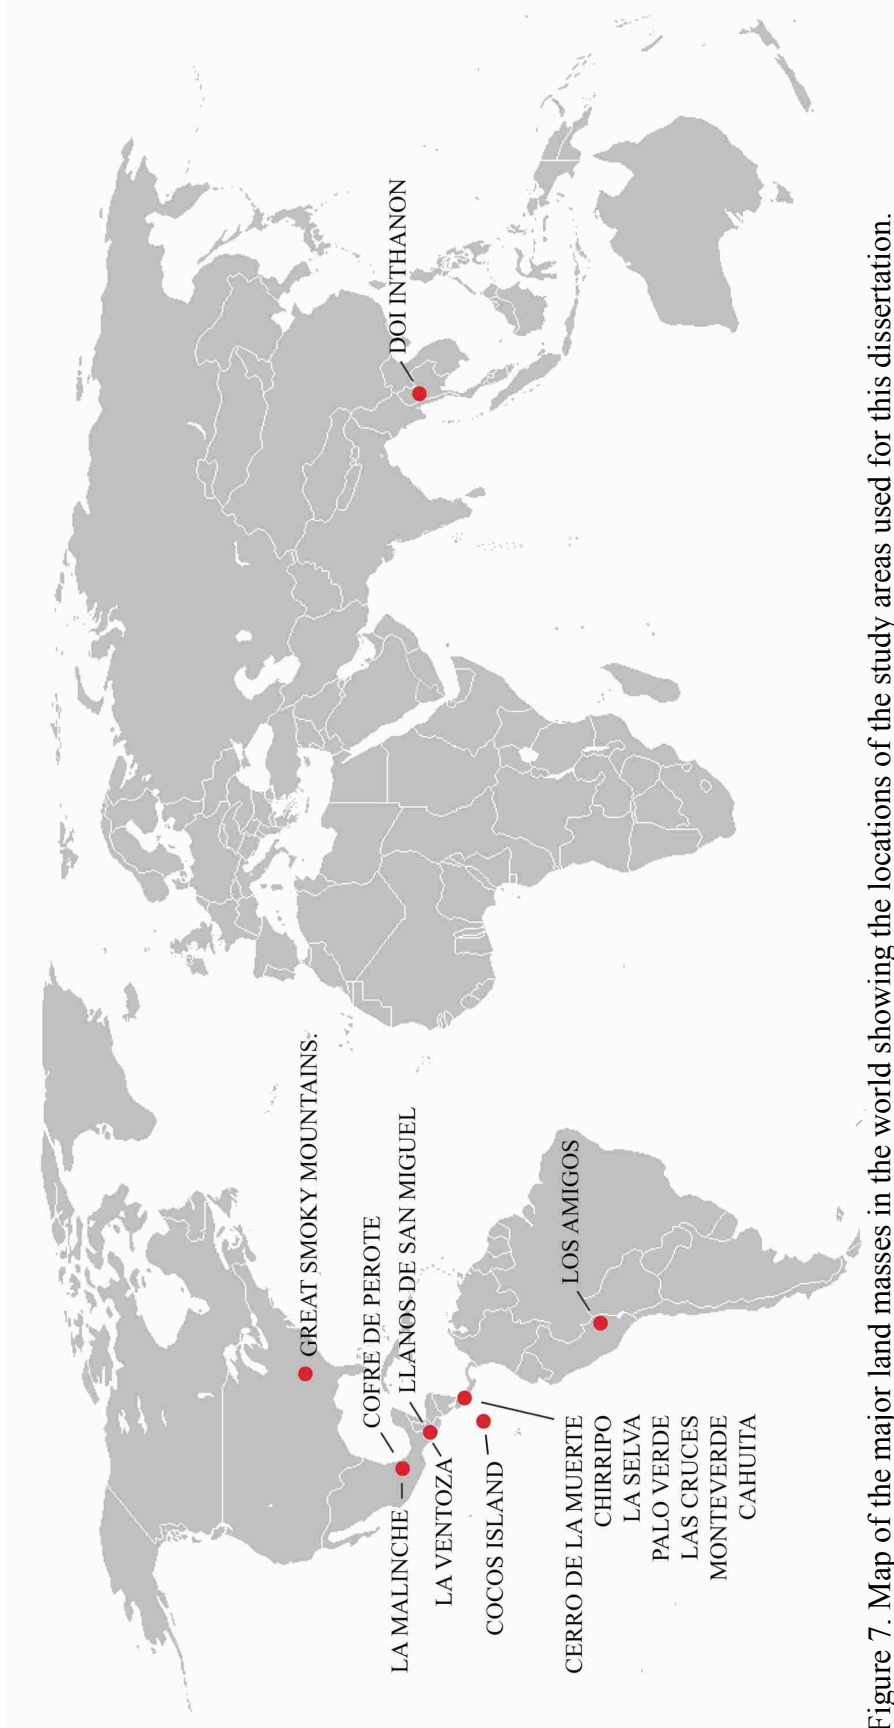 DOI INTHANON
GREAT SMOKY MOUNTAINS.
COFRE DE PEROTE
LLANOS DE SAN MIGUEL
LOS AMIGOS
LA MALINCHE
LA VENTOZA
COCOS ISLAND
CERRO DE LA MUERTE
CHIRRIPO
LA SELVA
PALO VERDE
LAS CRUCES
MONTEVERDE
CAHUITA
Figure 7. Map of the major land masses in the world showing the locations of the study areas used for this dissertation.